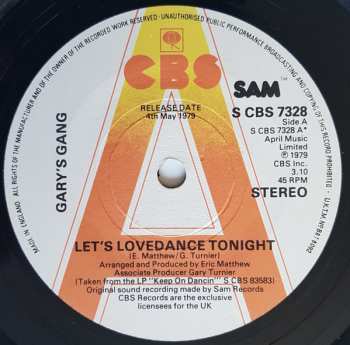 MANUFACTURER AND OF THE OWNER OF THE RECORDED WORK RESERVED · UNAUTHORISED PUBLIC PERFORMANCE BROADCASTING AND COPYING OF THIS RECORD PROHIBITED ·
MADE IN ENGLAND · ALL RIGHTS OF THE
CBS
SAM™
RELEASE DATE
4th May 1979
S CBS 7328
Side A
S CBS 7328 A*
April Music
Limited
℗ 1979
CBS Inc.
3.10
45 RPM
STEREO
GARY'S GANG
LET'S LOVEDANCE TONIGHT
(E. Matthew/G. Turnier)
Arranged and Produced by Eric Matthew
Associate Producer Gary Turnier
(Taken from the LP "Keep On Dancin'" S CBS 83583)
Original sound recording made by Sam Records
CBS Records are the exclusive
licensees for the UK